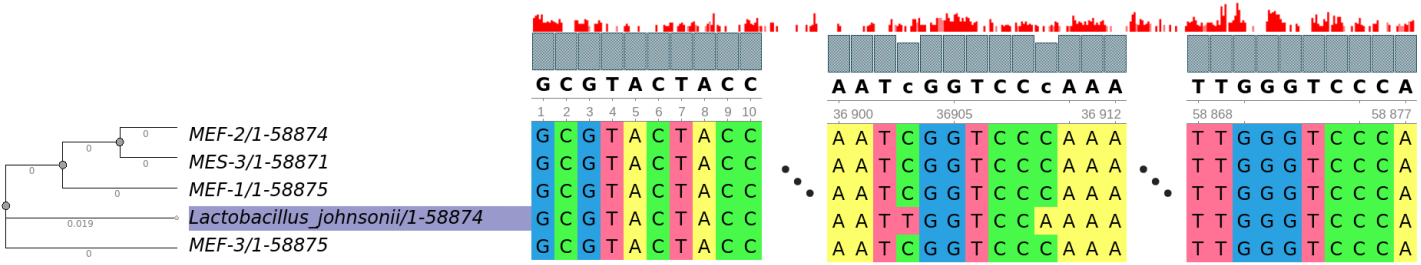 G C G T A C T A C C A A T c G G T C C c A A A T T G G G T C C C A
1 2 3 4 5 6 7 8 9 10 36 900 36905 36 912 58 868 58 877
0 MEF-2/1-58874 G C G T A C T A C C A A T C G G T C C C A A A T T G G G T C C C A
0
0 MES-3/1-58871 G C G T A C T A C C A A T C G G T C C C A A A T T G G G T C C C A
0
0 MEF-1/1-58875 G C G T A C T A C C A A T C G G T C C C A A A T T G G G T C C C A
0.019 Lactobacillus_johnsonii/1-58874 G C G T A C T A C C A A T T G G T C C A A A A T T G G G T C C C A
0 MEF-3/1-58875 G C G T A C T A C C A A T C G G T C C C A A A T T G G G T C C C A